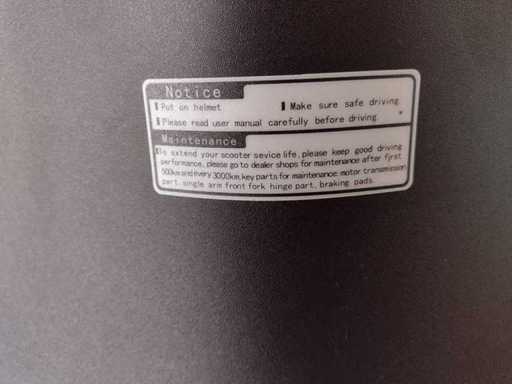 Notice
Put on helmet Make sure safe driving
Please read user manual carefully before driving
Maintenance
To extend your scooter sevice life, please keep good driving
performance, please go to dealer shops for maintenance after first
500km and every 3000km, key parts for maintenance: motor transmission
part, single arm front fork hinge part, braking pads.